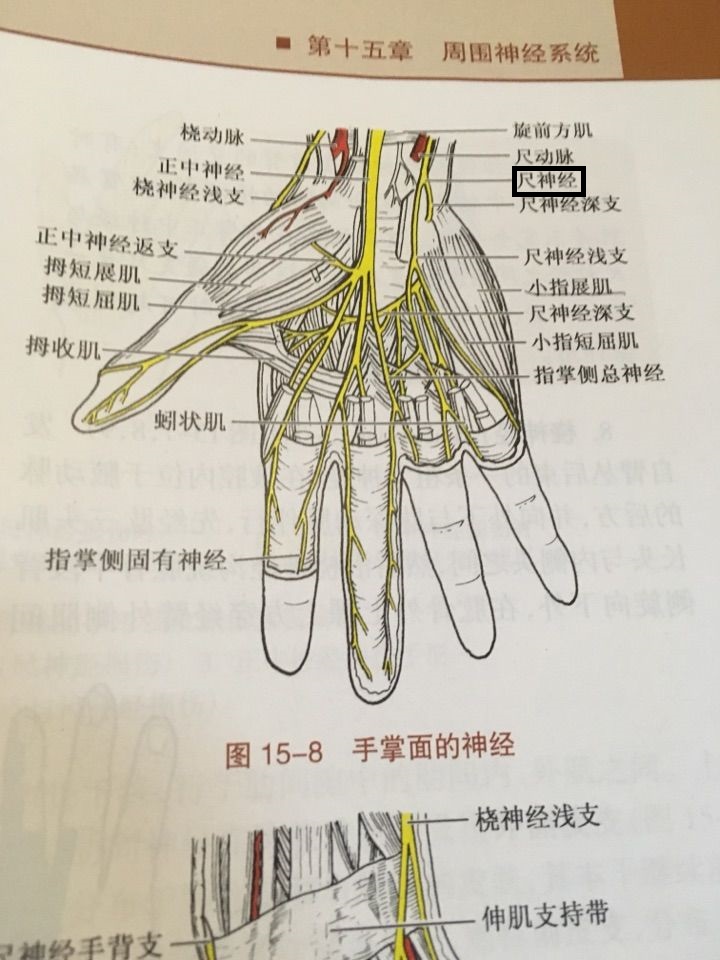 ■ 第十五章 周围神经系统
桡动脉
正中神经
桡神经浅支
正中神经返支
拇短展肌
拇短屈肌
拇收肌
蚓状肌
指掌侧固有神经
旋前方肌
尺动脉
尺神经
尺神经深支
尺神经浅支
小指展肌
尺神经深支
小指短屈肌
指掌侧总神经
图 15-8 手掌面的神经
桡神经浅支
伸肌支持带
尺神经手背支